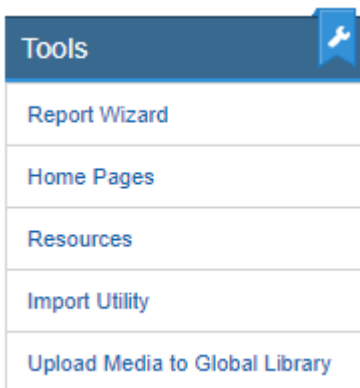 Tools
Report Wizard
Home Pages
Resources
Import Utility
Upload Media to Global Library